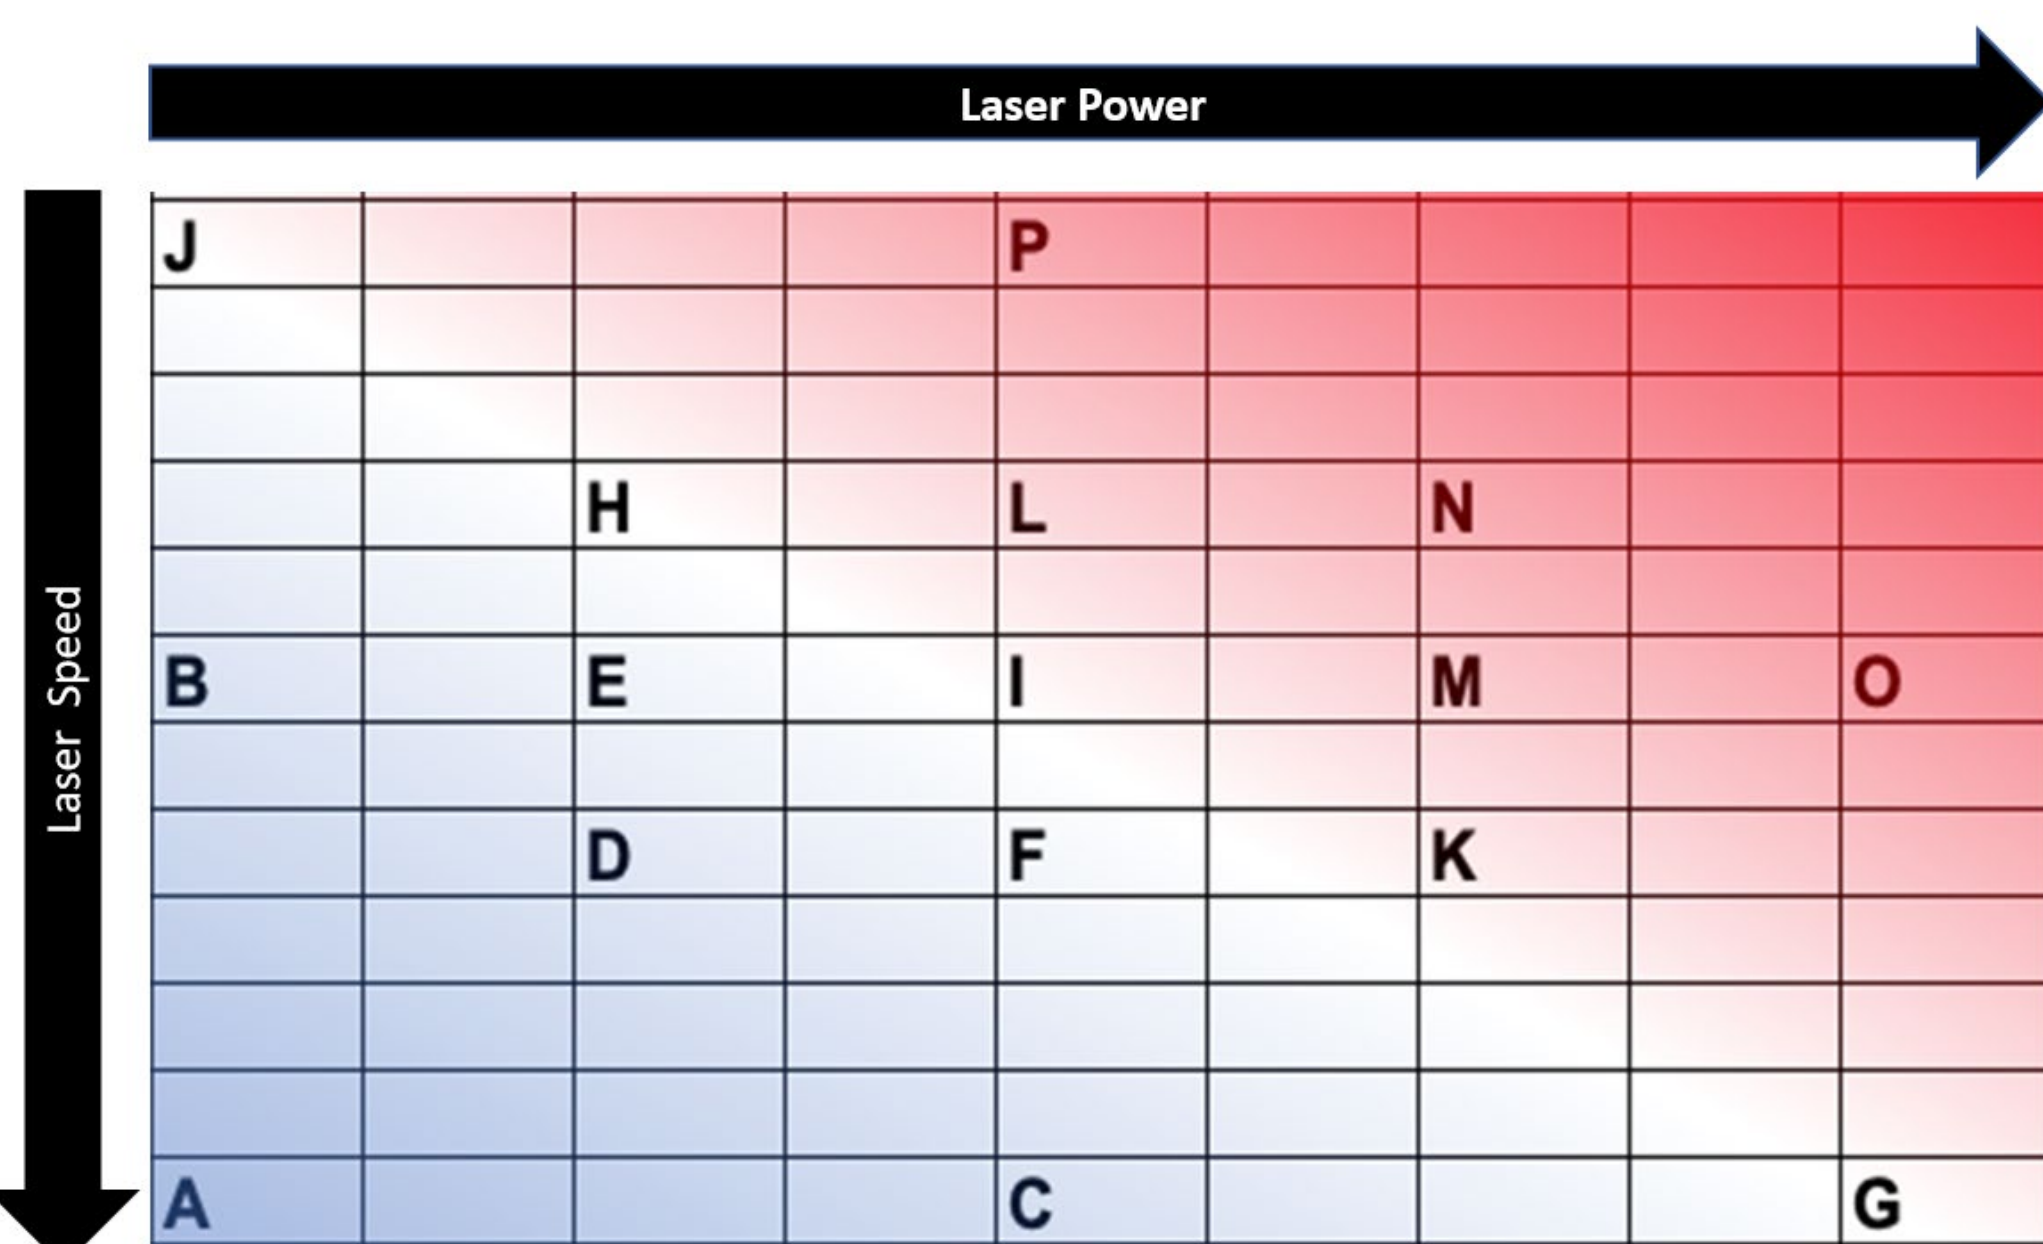 Laser Power
Laser Speed
J P
H L N
B E I M O
D F K
A C G